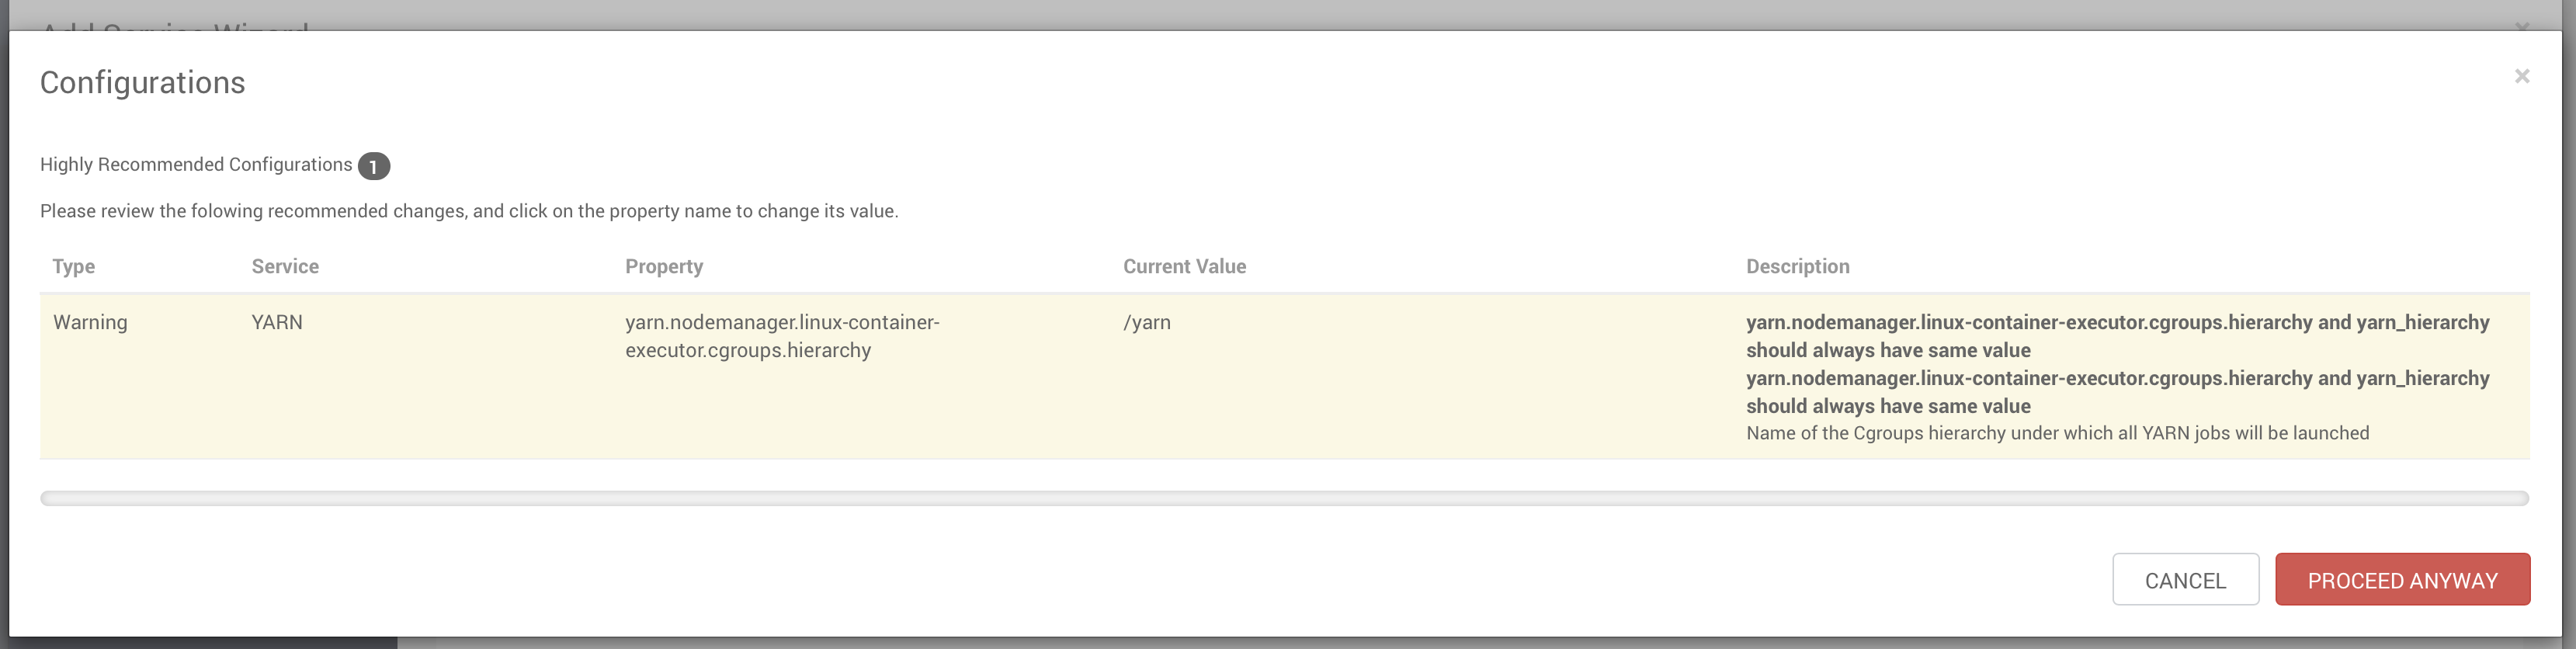 Add Service Wizard
×
Configurations
×
Highly Recommended Configurations 1
Please review the folowing recommended changes, and click on the property name to change its value.
Type Service Property Current Value Description
Warning YARN yarn.nodemanager.linux-container- /yarn yarn.nodemanager.linux-container-executor.cgroups.hierarchy and yarn_hierarchy
executor.cgroups.hierarchy should always have same value
yarn.nodemanager.linux-container-executor.cgroups.hierarchy and yarn_hierarchy
should always have same value
Name of the Cgroups hierarchy under which all YARN jobs will be launched
CANCEL PROCEED ANYWAY